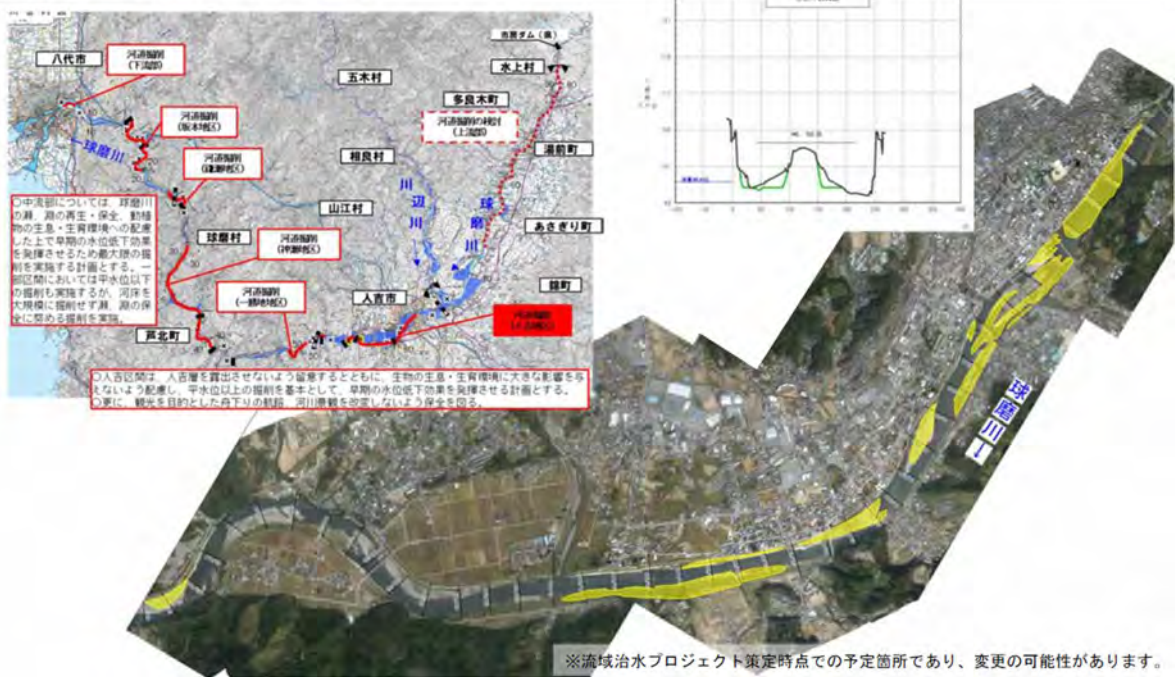 市房ダム（県）
八代市
河道掘削
(下流部)
五木村
水上村
多良木町
河道掘削の検討
(上流部)
河道掘削
(坂本地区)
湯前町
←球磨川
相良村
川辺川
球磨川
山江村
あさぎり町
○中流部については、球磨川
の瀬、淵の再生・保全、動植
物の生息・生育環境への配慮
した上で早期の水位低下効果
を発揮させるため最大限の掘
削を実施する計画とする。一
部区間においては平水位以下
の掘削も実施するが、河床を
大規模に掘削せず瀬、淵の保
全に努める掘削を実施。
球磨村
河道掘削
(神瀬地区)
錦町
河道掘削
(一勝地地区)
人吉市
芦北町
○人吉区間は、人吉層を露出させないよう留意するとともに、生物の生息・生育環境に大きな影響を与
えないよう配慮し、平水位以上の掘削を基本として、早期の水位低下効果を発揮させる計画とする。
○更に、観光を目的とした舟下りの航路、河川景観を改変しないよう保全を図る。
球磨川
↓
※流域治水プロジェクト策定時点での予定箇所であり、変更の可能性があります。